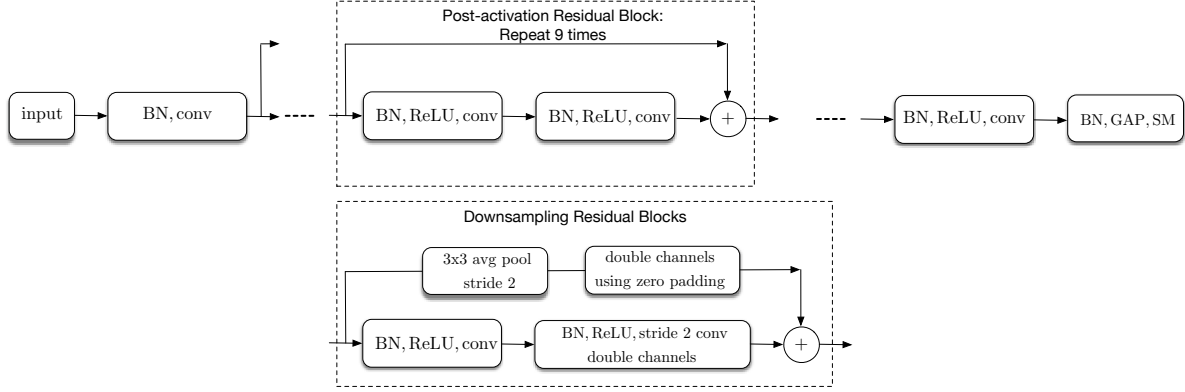 Post-activation Residual Block:
Repeat 9 times
input
BN, conv
BN, ReLU, conv
BN, ReLU, conv
+
BN, ReLU, conv
BN, GAP, SM
Downsampling Residual Blocks
3x3 avg pool
stride 2
double channels
using zero padding
BN, ReLU, conv
BN, ReLU, stride 2 conv
double channels
+